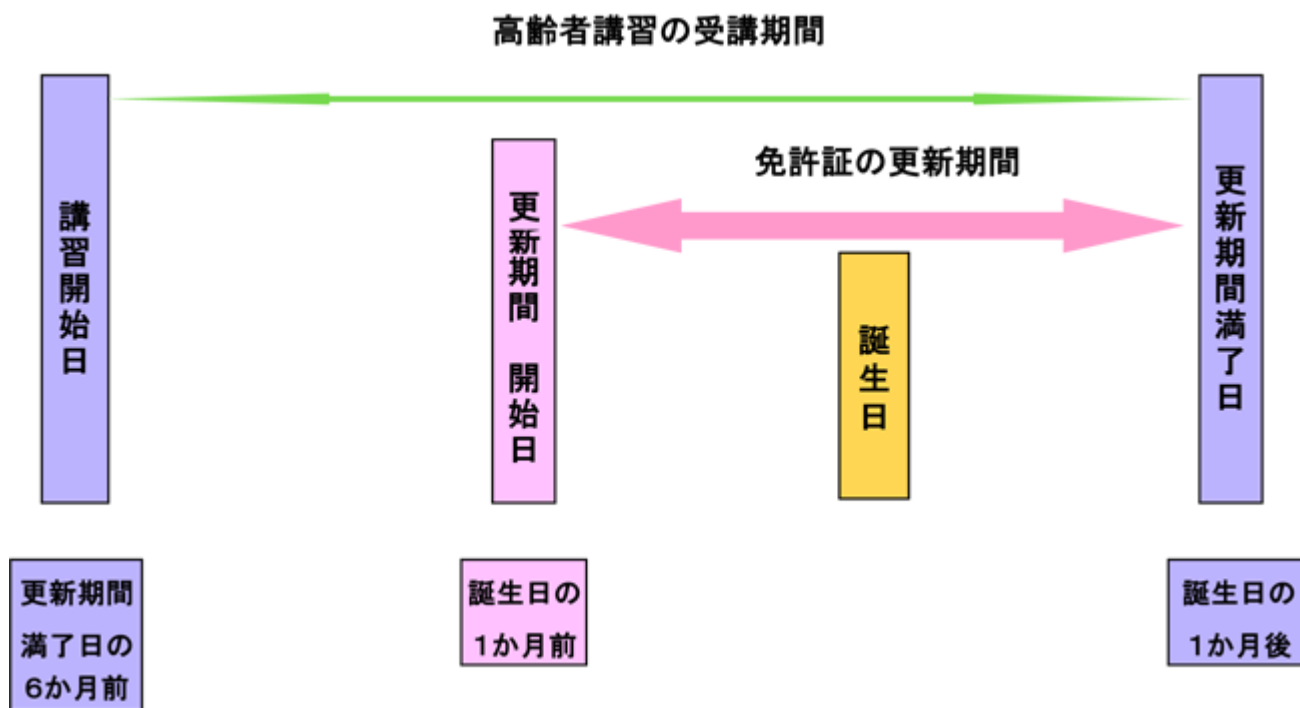 高齢者講習の受講期間
講習開始日
更新期間　開始日
免許証の更新期間
誕生日
更新期間満了日
更新期間
満了日の
６か月前
誕生日の
１か月前
誕生日の
１か月後